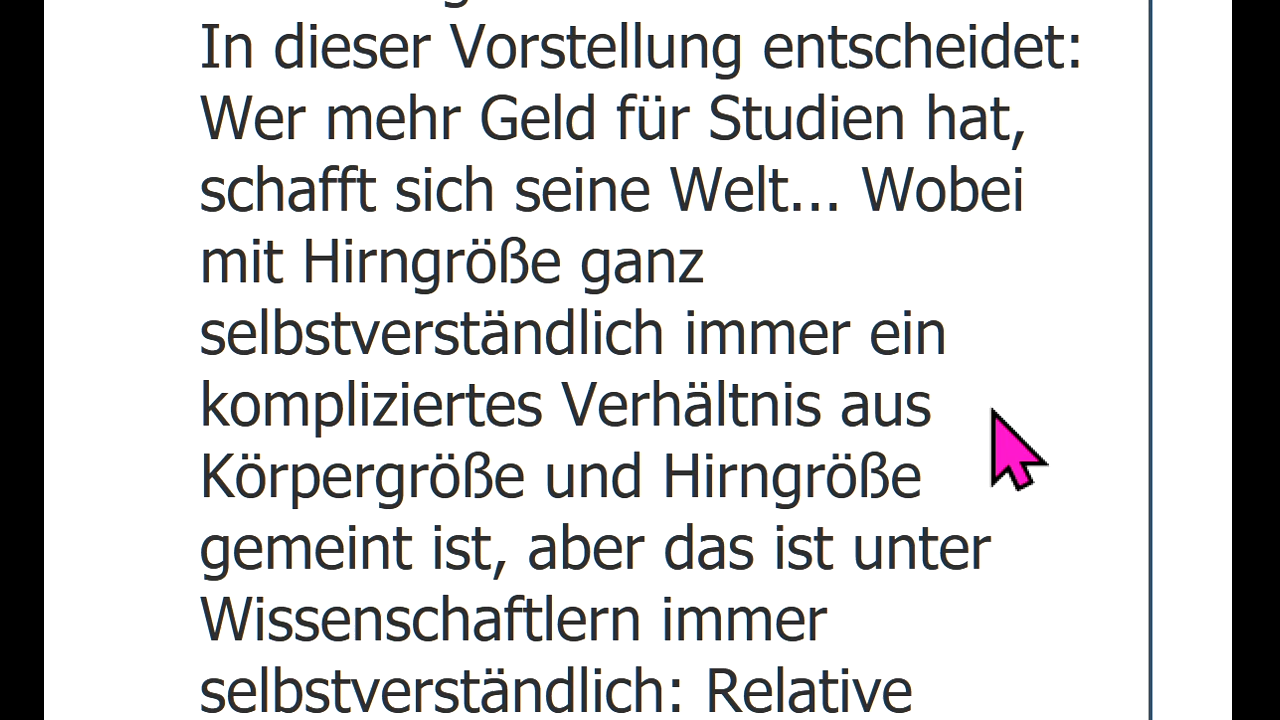 In dieser Vorstellung entscheidet:
Wer mehr Geld für Studien hat,
schafft sich seine Welt... Wobei
mit Hirngröße ganz
selbstverständlich immer ein
kompliziertes Verhältnis aus
Körpergröße und Hirngröße
gemeint ist, aber das ist unter
Wissenschaftlern immer
selbstverständlich: Relative